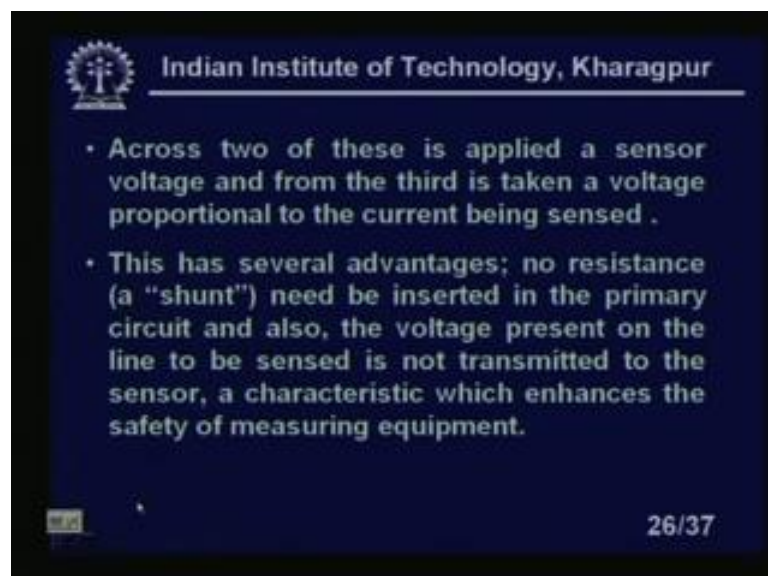 Indian Institute of Technology, Kharagpur
• Across two of these is applied a sensor
voltage and from the third is taken a voltage
proportional to the current being sensed .
• This has several advantages; no resistance
(a “shunt”) need be inserted in the primary
circuit and also, the voltage present on the
line to be sensed is not transmitted to the
sensor, a characteristic which enhances the
safety of measuring equipment.
26/37